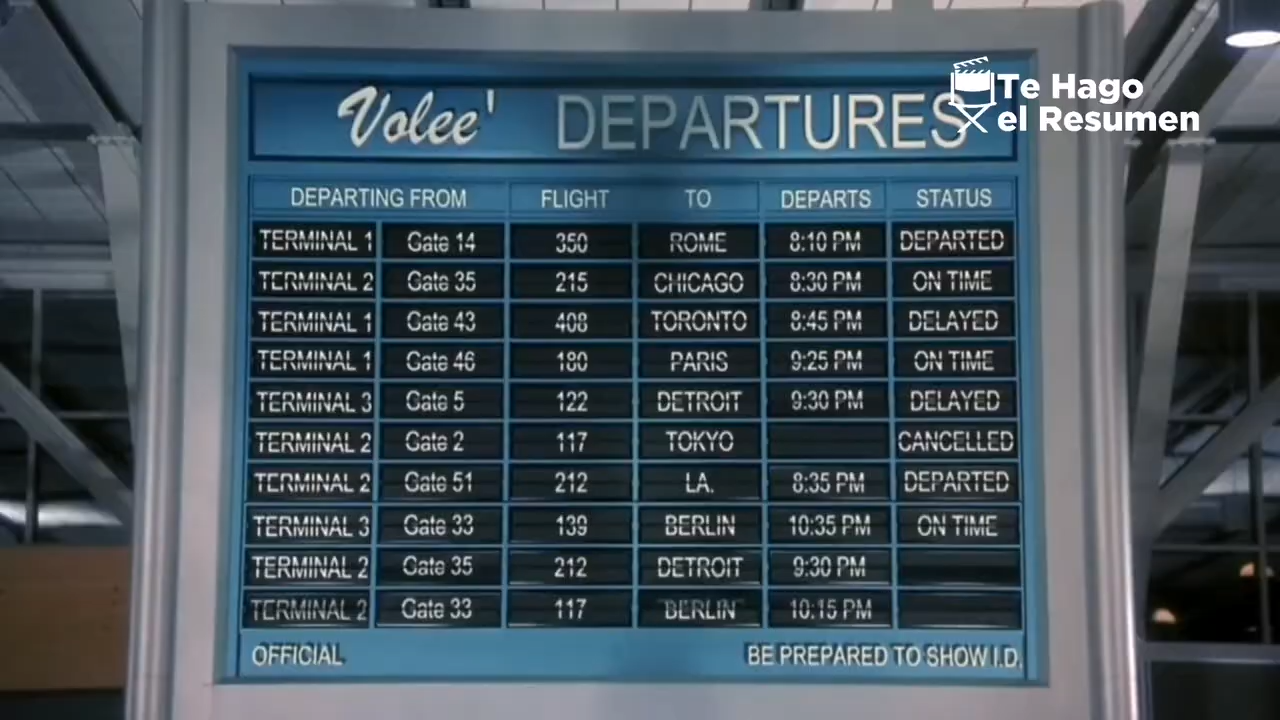 Volee' DEPARTURES
Te Hago
el Resumen
DEPARTING FROM FLIGHT TO DEPARTS STATUS
TERMINAL 1 Gate 14 350 ROME 8:10 PM DEPARTED
TERMINAL 2 Gate 35 215 CHICAGO 8:30 PM ON TIME
TERMINAL 1 Gate 43 408 TORONTO 8:45 PM DELAYED
TERMINAL 1 Gate 46 180 PARIS 9:25 PM ON TIME
TERMINAL 3 Gate 5 122 DETROIT 9:30 PM DELAYED
TERMINAL 2 Gate 2 117 TOKYO CANCELLED
TERMINAL 2 Gate 51 212 LA. 8:35 PM DEPARTED
TERMINAL 3 Gate 33 139 BERLIN 10:35 PM ON TIME
TERMINAL 2 Gate 35 212 DETROIT 9:30 PM
TERMINAL 2 Gate 33 117 BERLIN 10:15 PM
OFFICIAL BE PREPARED TO SHOW I.D.